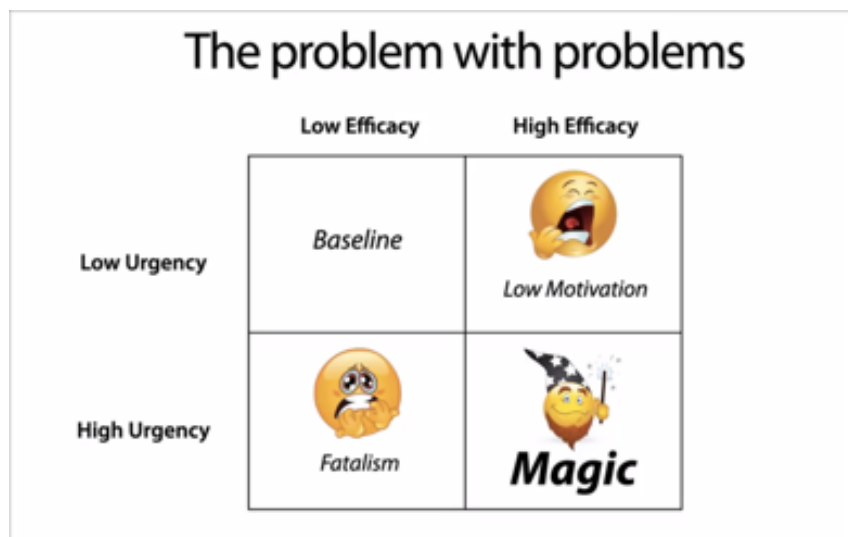 The problem with problems
Low Efficacy High Efficacy
Baseline
Low Urgency
Low Motivation
High Urgency
Fatalism
Magic